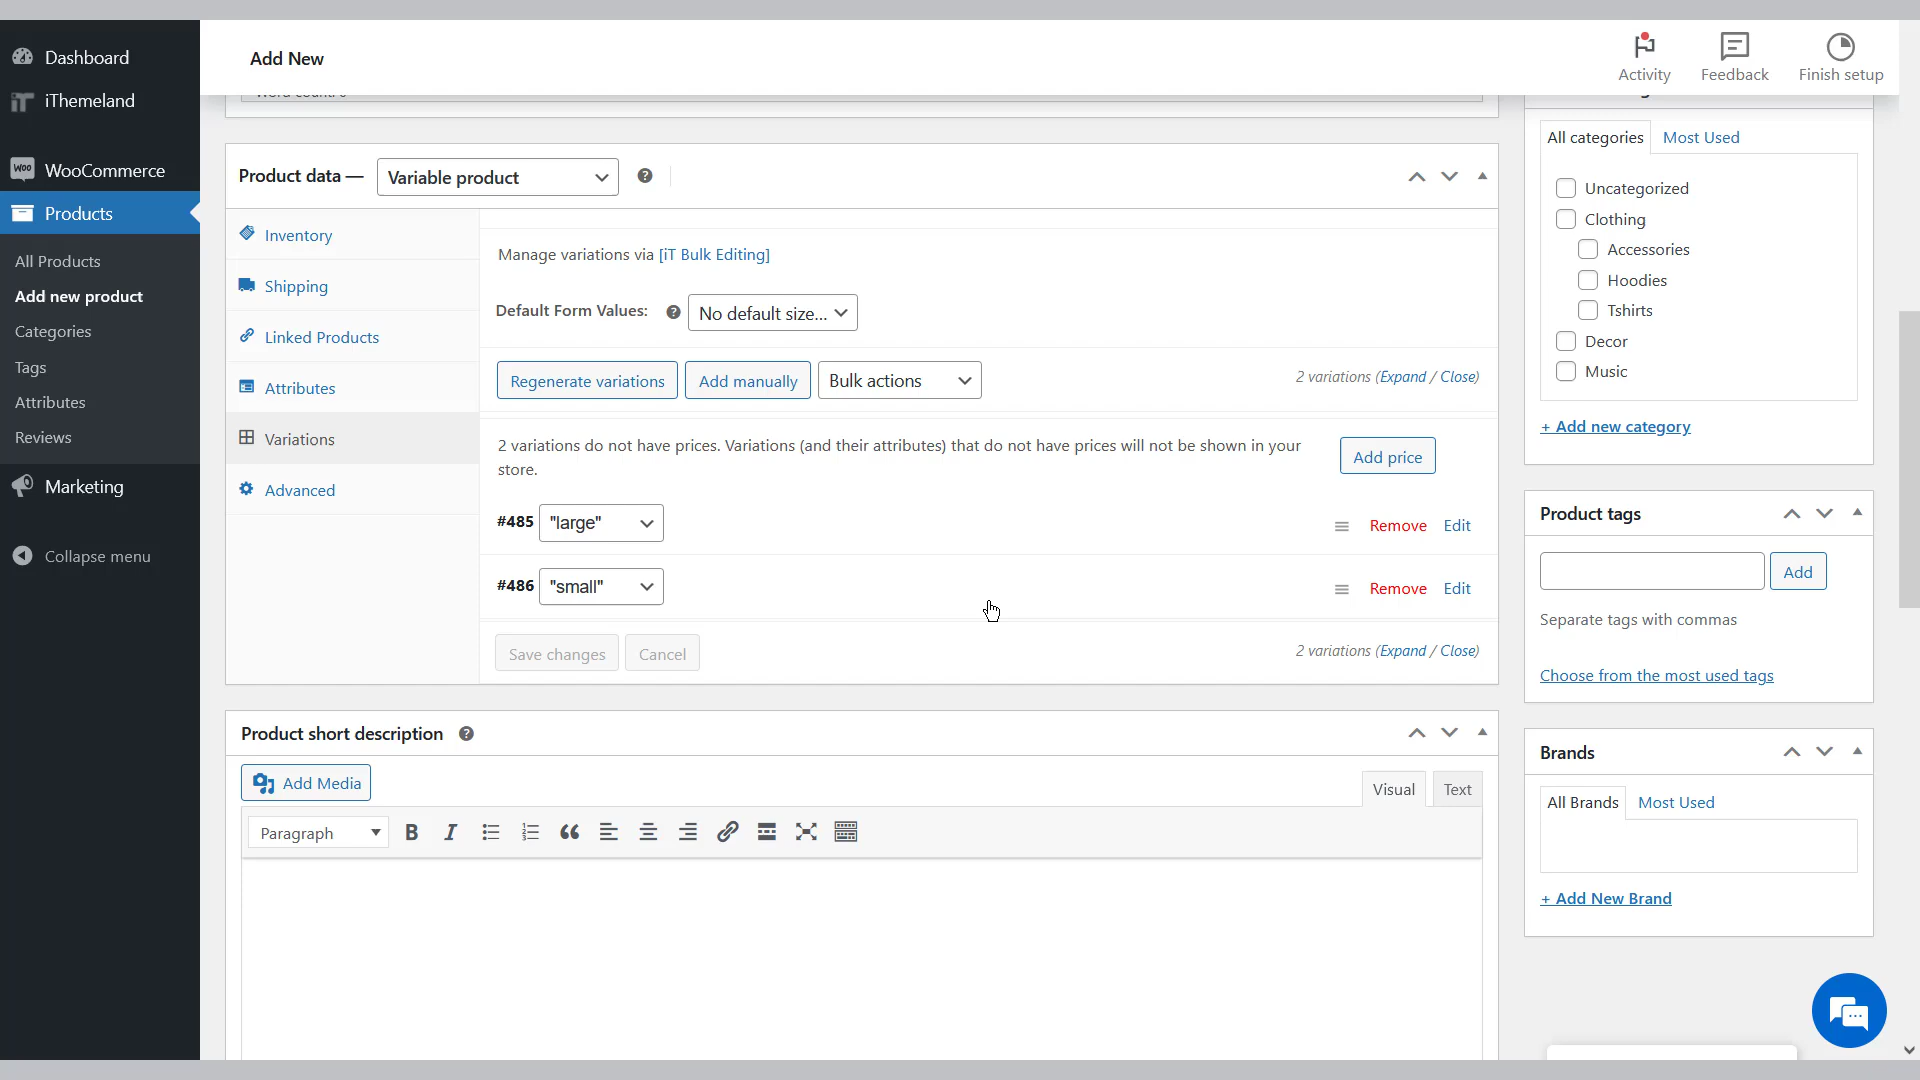 Dashboard
iThemeland
WooCommerce
Products
All Products
Add new product
Categories
Tags
Attributes
Reviews
Marketing
Collapse menu
Add New
Activity
Feedback
Finish setup
Product data —
Variable product
Inventory
Shipping
Linked Products
Attributes
Variations
Advanced
Manage variations via [iT Bulk Editing]
Default Form Values:
No default size...
Regenerate variations
Add manually
Bulk actions
2 variations (Expand / Close)
2 variations do not have prices. Variations (and their attributes) that do not have prices will not be shown in your
store.
Add price
#485 "large"
Remove Edit
#486 "small"
Remove Edit
Save changes
Cancel
2 variations (Expand / Close)
Product short description
Add Media
Visual
Text
Paragraph
All categories
Most Used
Uncategorized
Clothing
Accessories
Hoodies
Tshirts
Decor
Music
+ Add new category
Product tags
Add
Separate tags with commas
Choose from the most used tags
Brands
All Brands
Most Used
+ Add New Brand